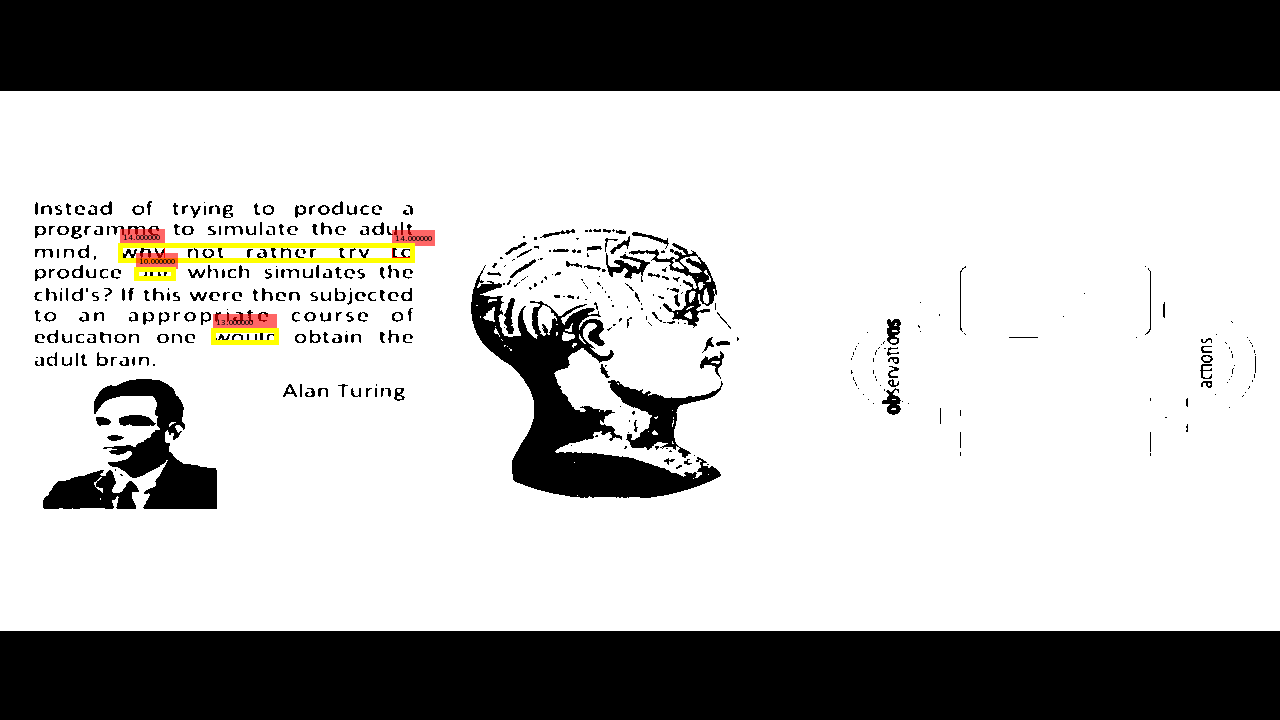 Instead of trying to produce a
programme to simulate the adult
mind, why not rather try to
produce which simulates the
child's? If this were then subjected
to an appropriate course of
education one would obtain the
adult brain.
Alan Turing
14.000000
14.000000
10.000000
13.000000
observations
actions